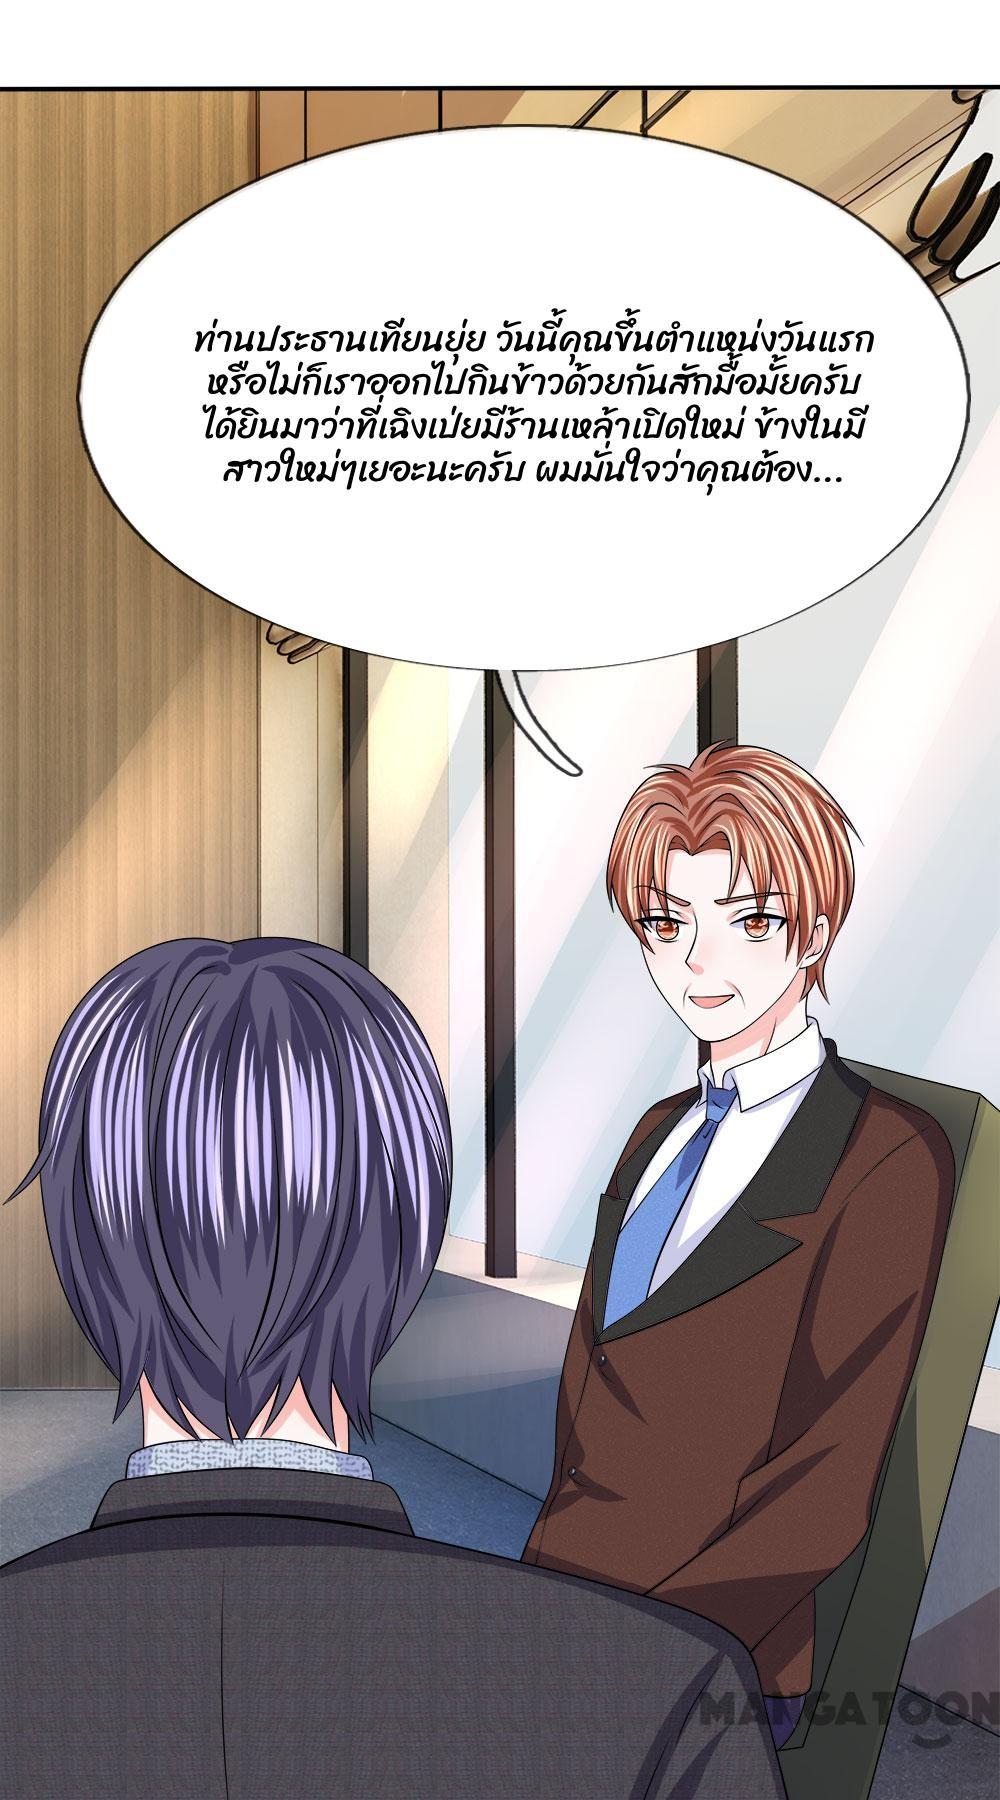 ท่านประธานเทียนยุ่ย วันนี้คุณขึ้นตำแหน่งวันแรก
หรือไม่ก็เราออกไปกินข้าวด้วยกันสักมื้อมั้ยครับ
ได้ยินมาว่าที่เฉิงเป่ยมีร้านเหล้าเปิดใหม่ ข้างในมี
สาวใหม่ๆเยอะนะครับ ผมมั่นใจว่าคุณต้อง...
MANGATOON